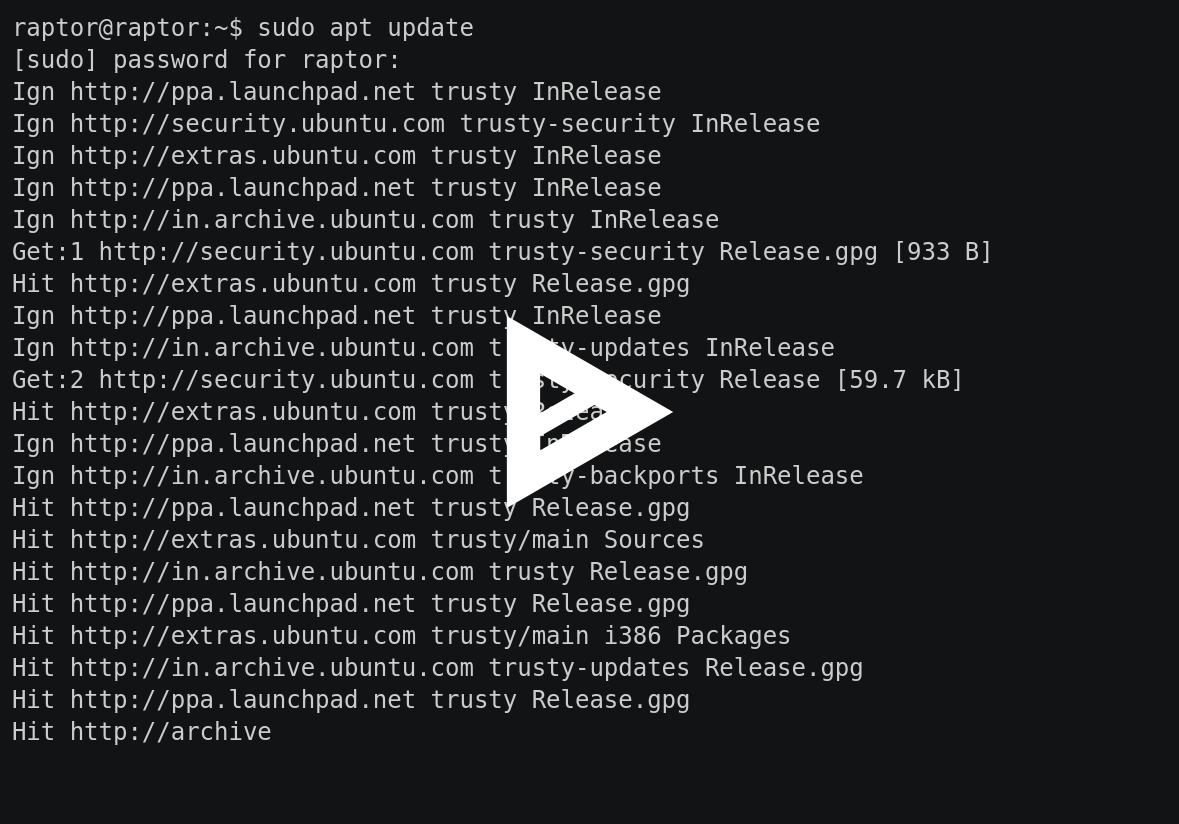 raptor@raptor:~$ sudo apt update
[sudo] password for raptor:
Ign http://ppa.launchpad.net trusty InRelease
Ign http://security.ubuntu.com trusty-security InRelease
Ign http://extras.ubuntu.com trusty InRelease
Ign http://ppa.launchpad.net trusty InRelease
Ign http://in.archive.ubuntu.com trusty InRelease
Get:1 http://security.ubuntu.com trusty-security Release.gpg [933 B]
Hit http://extras.ubuntu.com trusty Release.gpg
Ign http://ppa.launchpad.net trusty InRelease
Ign http://in.archive.ubuntu.com trusty-updates InRelease
Get:2 http://security.ubuntu.com trusty-security Release [59.7 kB]
Hit http://extras.ubuntu.com trusty Release
Ign http://ppa.launchpad.net trusty InRelease
Ign http://in.archive.ubuntu.com trusty-backports InRelease
Hit http://ppa.launchpad.net trusty Release.gpg
Hit http://extras.ubuntu.com trusty/main Sources
Hit http://in.archive.ubuntu.com trusty Release.gpg
Hit http://ppa.launchpad.net trusty Release.gpg
Hit http://extras.ubuntu.com trusty/main i386 Packages
Hit http://in.archive.ubuntu.com trusty-updates Release.gpg
Hit http://ppa.launchpad.net trusty Release.gpg
Hit http://archive